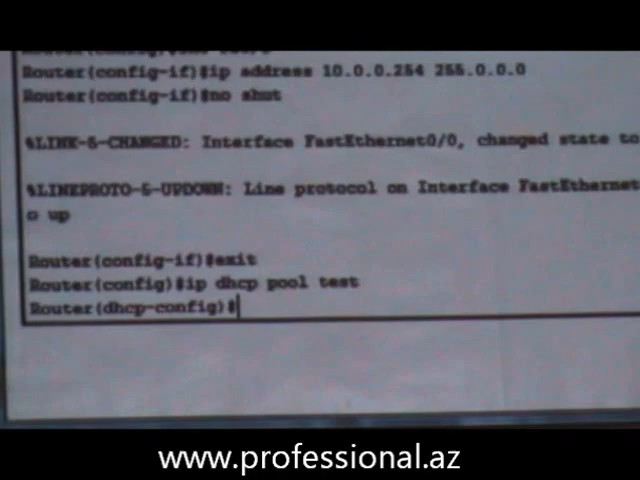 Router(config-if)#ip address 10.0.0.254 255.0.0.0
Router(config-if)#no shut
%LINK-5-CHANGED: Interface FastEthernet0/0, changed state to
%LINEPROTO-5-UPDOWN: Line protocol on Interface FastEthernet
o up
Router(config-if)#exit
Router(config)#ip dhcp pool test
Router(dhcp-config)#
www.professional.az